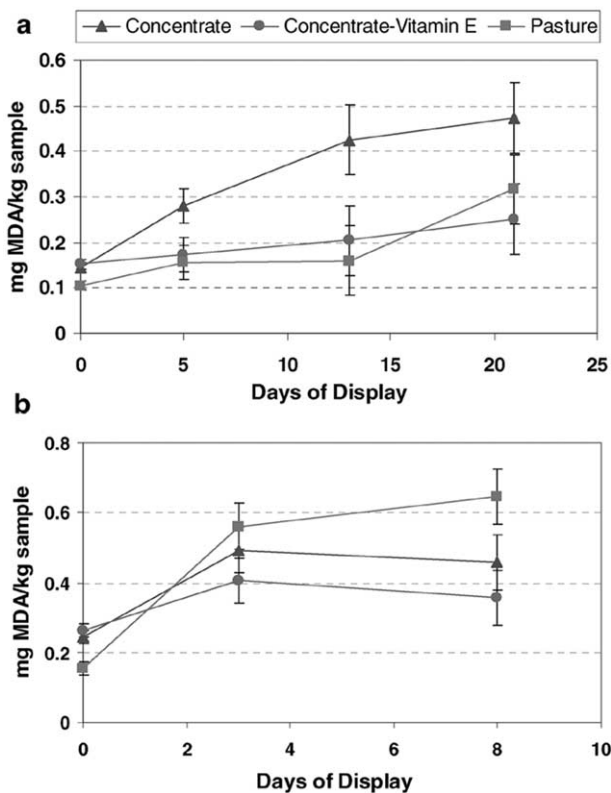 a
Concentrate Concentrate-Vitamin E Pasture
0.6
0.5
0.4
0.3
0.2
0.1
0
mg MDA/kg sample
0 5 10 15 20 25
Days of Display
b
0.8
0.6
0.4
0.2
0
mg MDA/kg sample
0 2 4 6 8 10
Days of Display